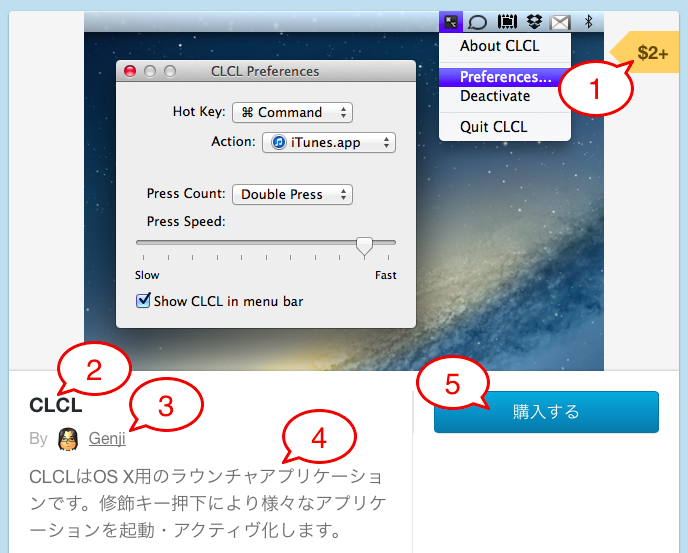 About CLCL
$2+
Preferences...
1
Deactivate
Quit CLCL
CLCL Preferences
Hot Key: ⌘ Command
Action: iTunes.app
Press Count: Double Press
Press Speed:
Slow Fast
Show CLCL in menu bar
2
CLCL
3
By Genji
4
CLCLはOS X用のラウンチャアプリケーショ
ンです。修飾キー押下により様々なアプリケ
ーションを起動・アクティヴ化します。
5
購入する